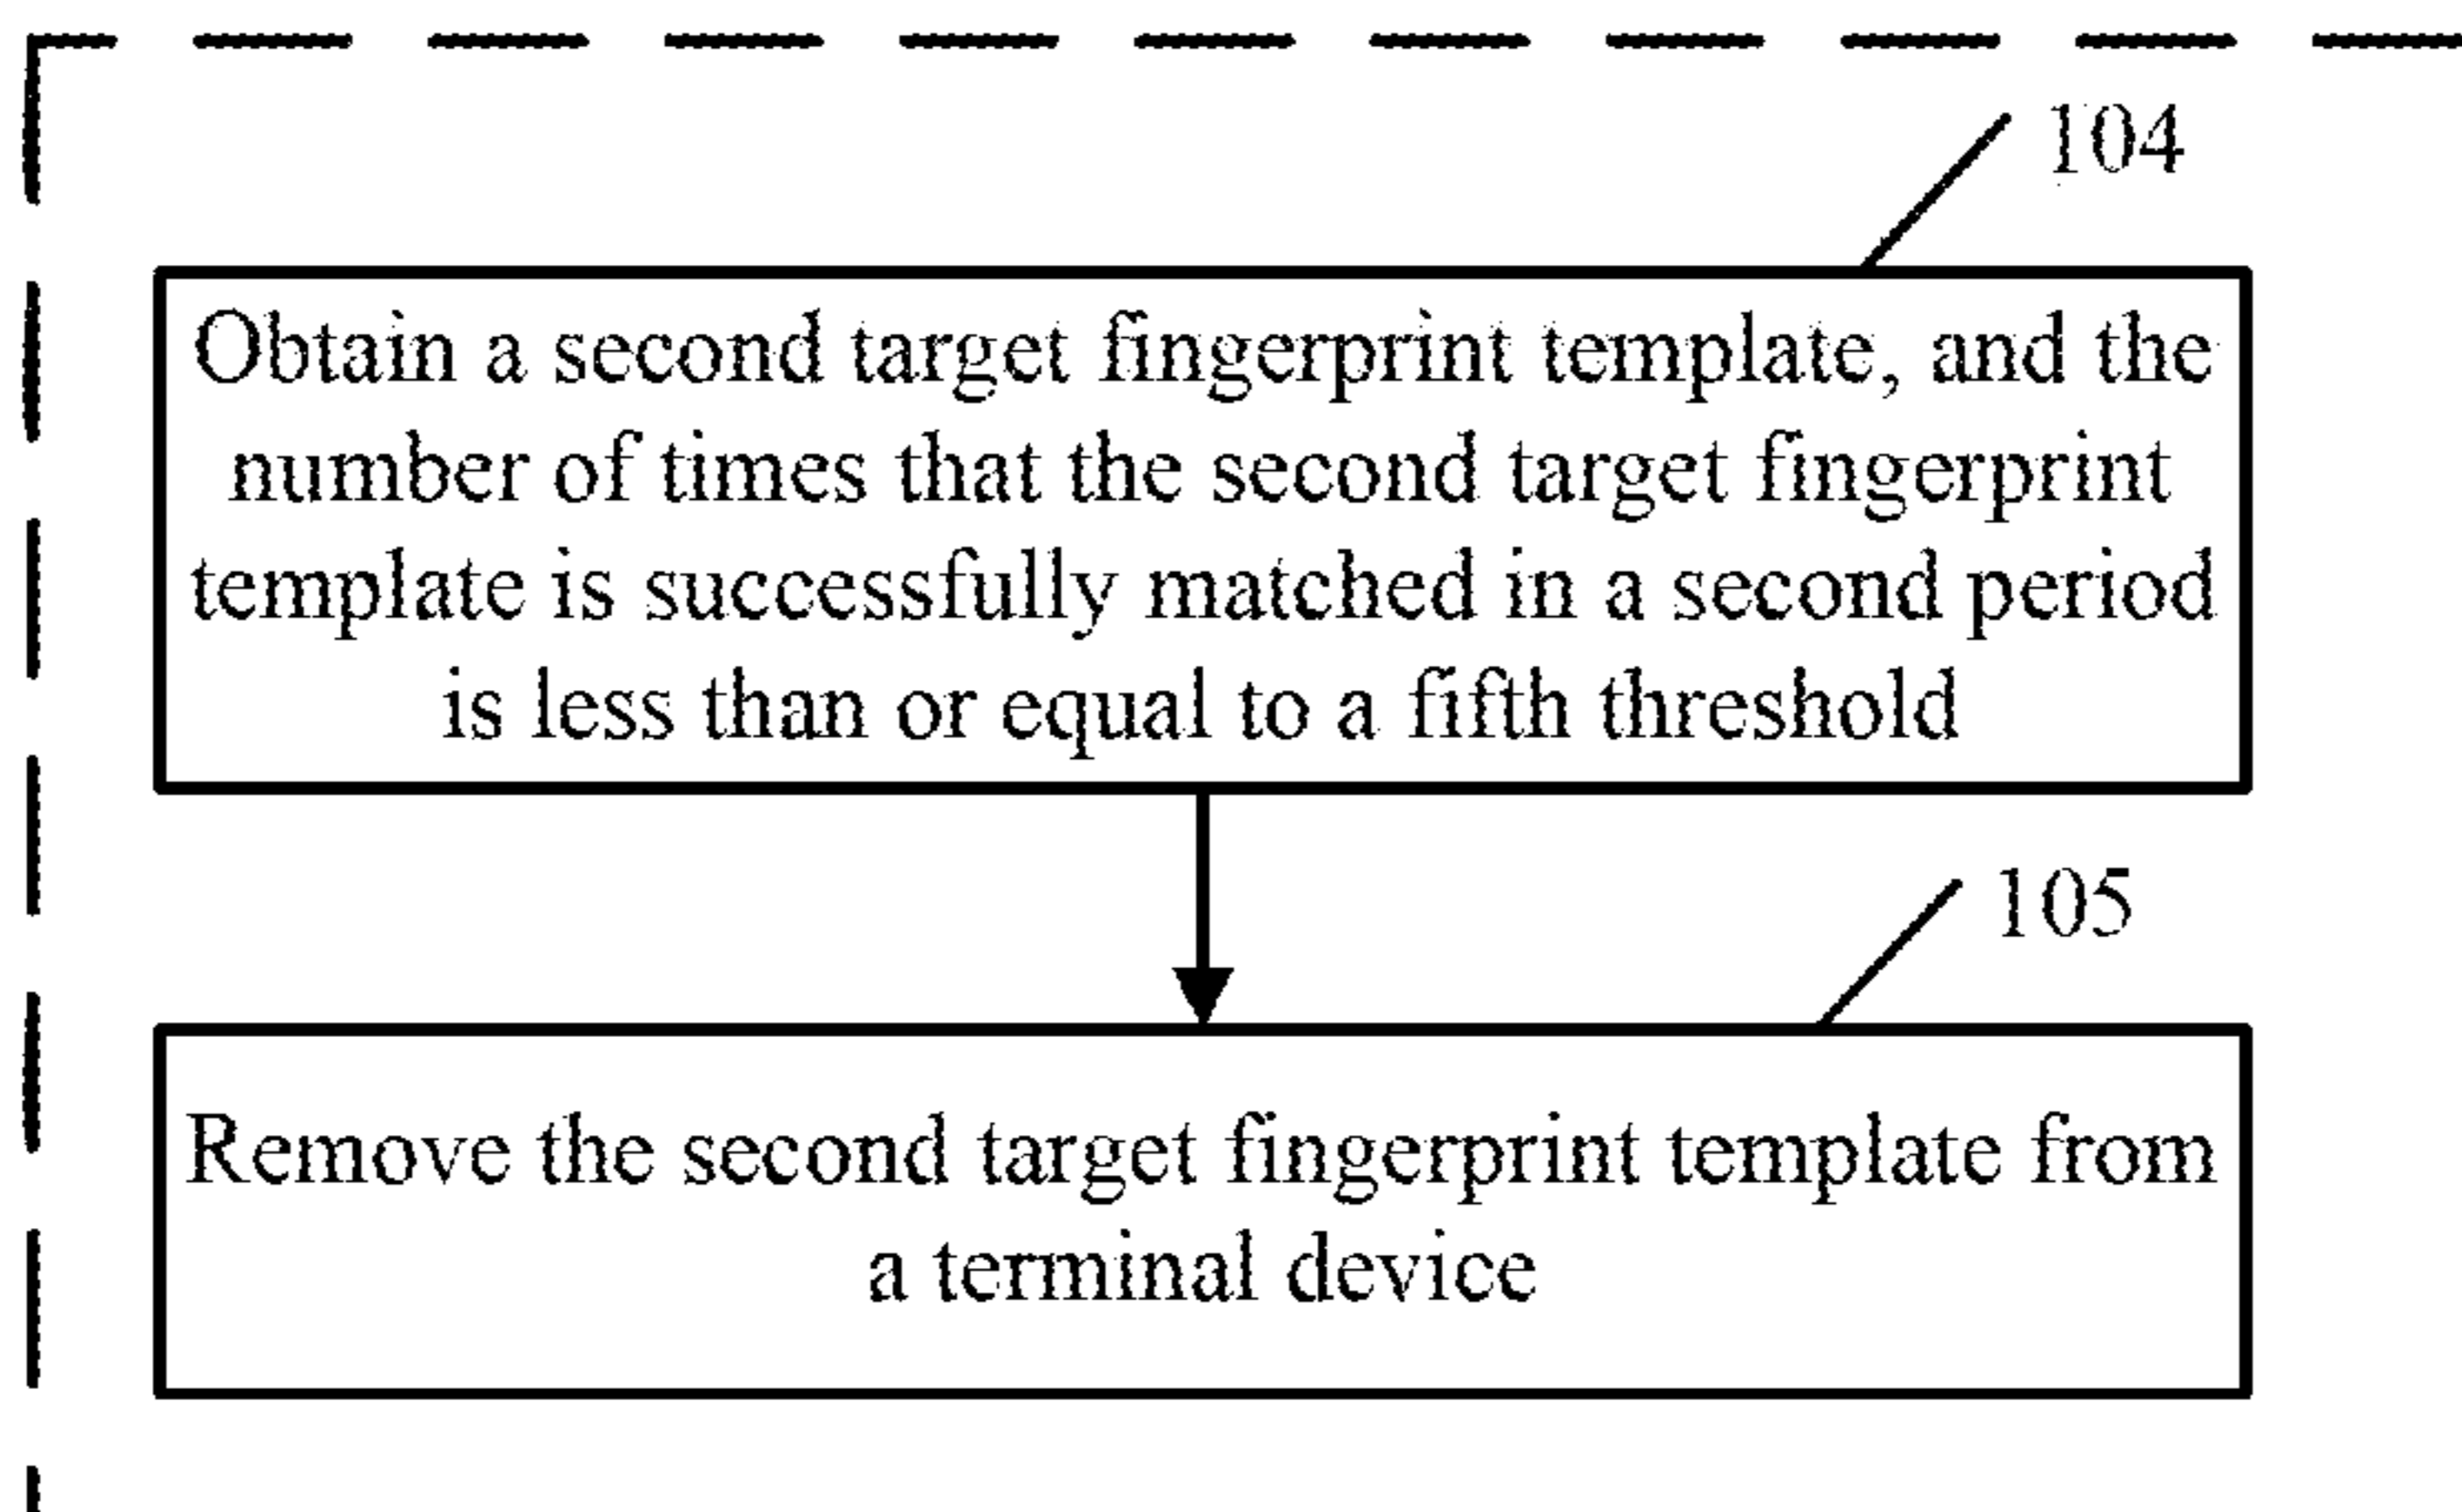 104
Obtain a second target fingerprint template, and the
number of times that the second target fingerprint
template is successfully matched in a second period
is less than or equal to a fifth threshold
105
Remove the second target fingerprint template from
a terminal device